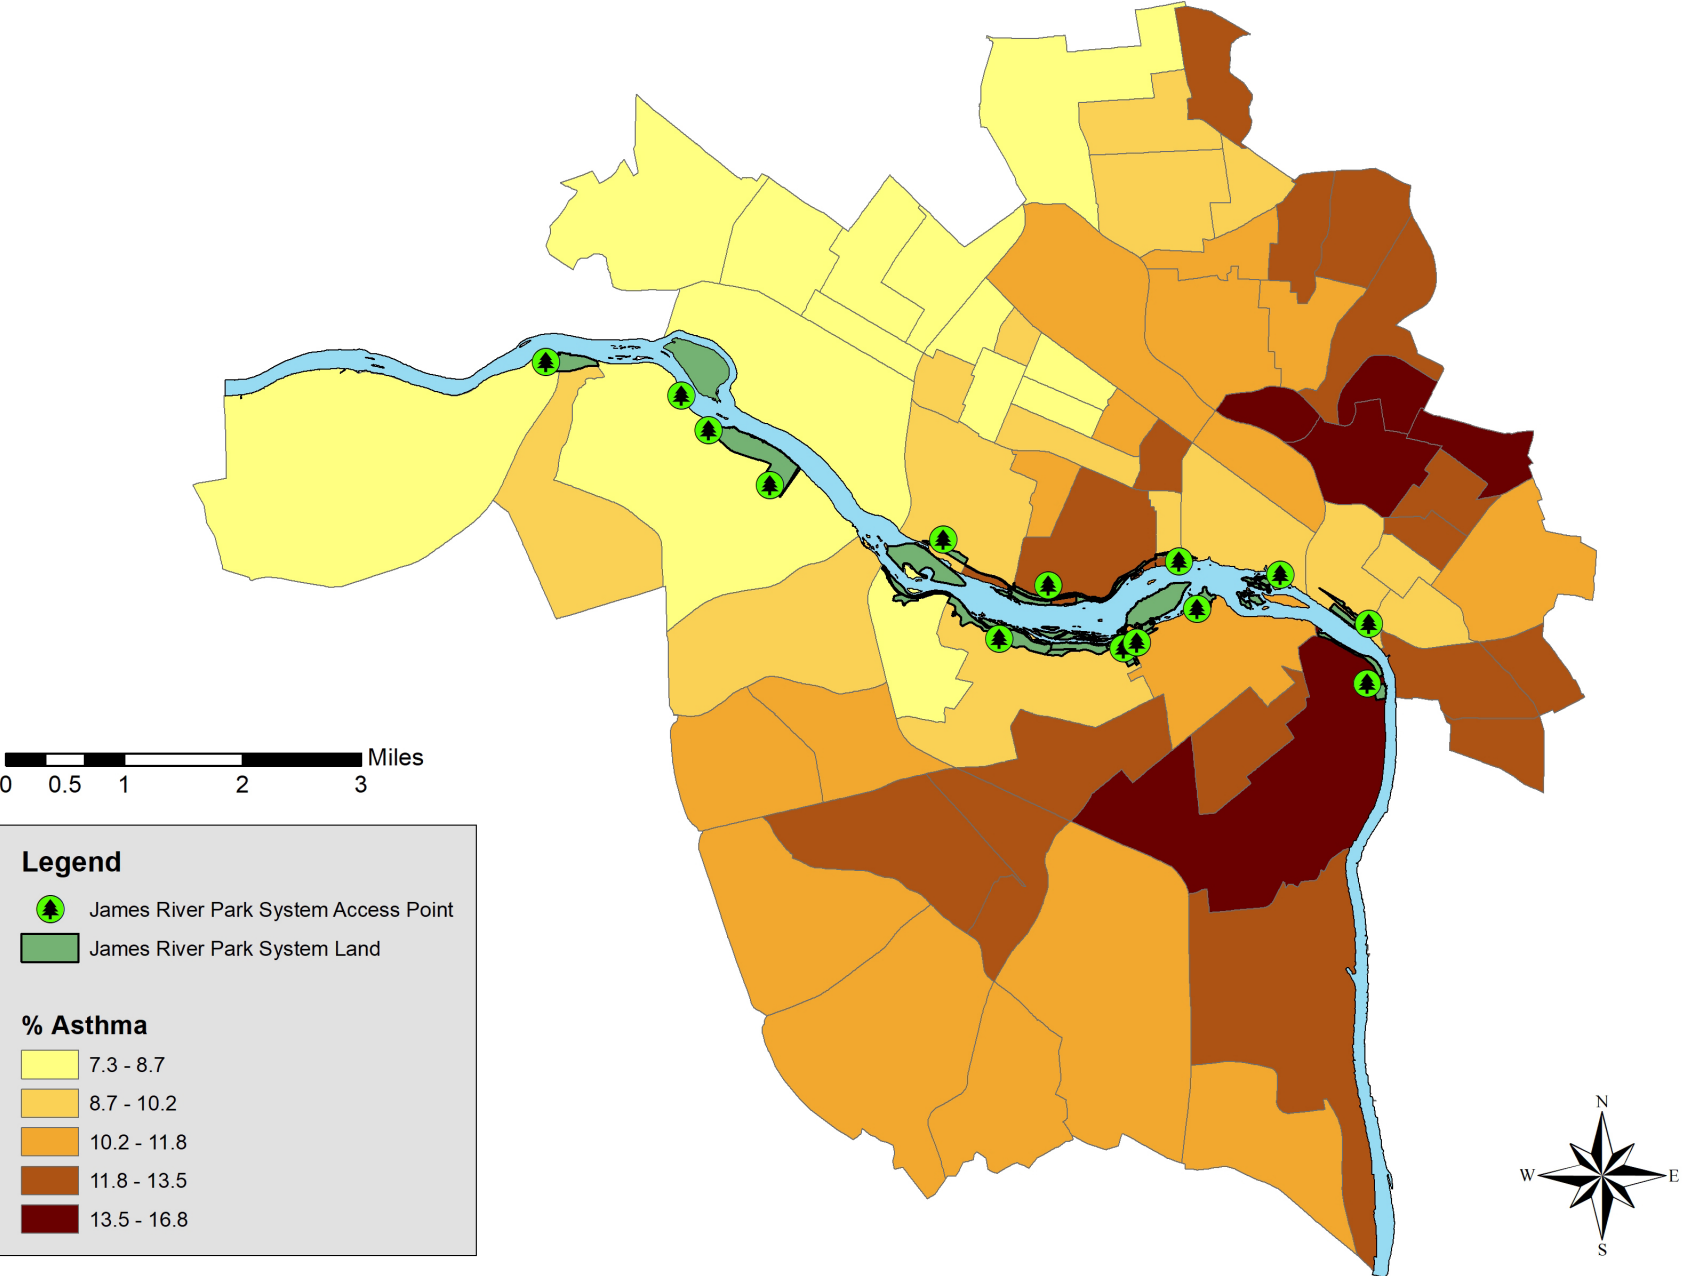 Miles
0 0.5 1 2 3
Legend
James River Park System Access Point
James River Park System Land
% Asthma
7.3 - 8.7
8.7 - 10.2
10.2 - 11.8
11.8 - 13.5
13.5 - 16.8
N
W E
S